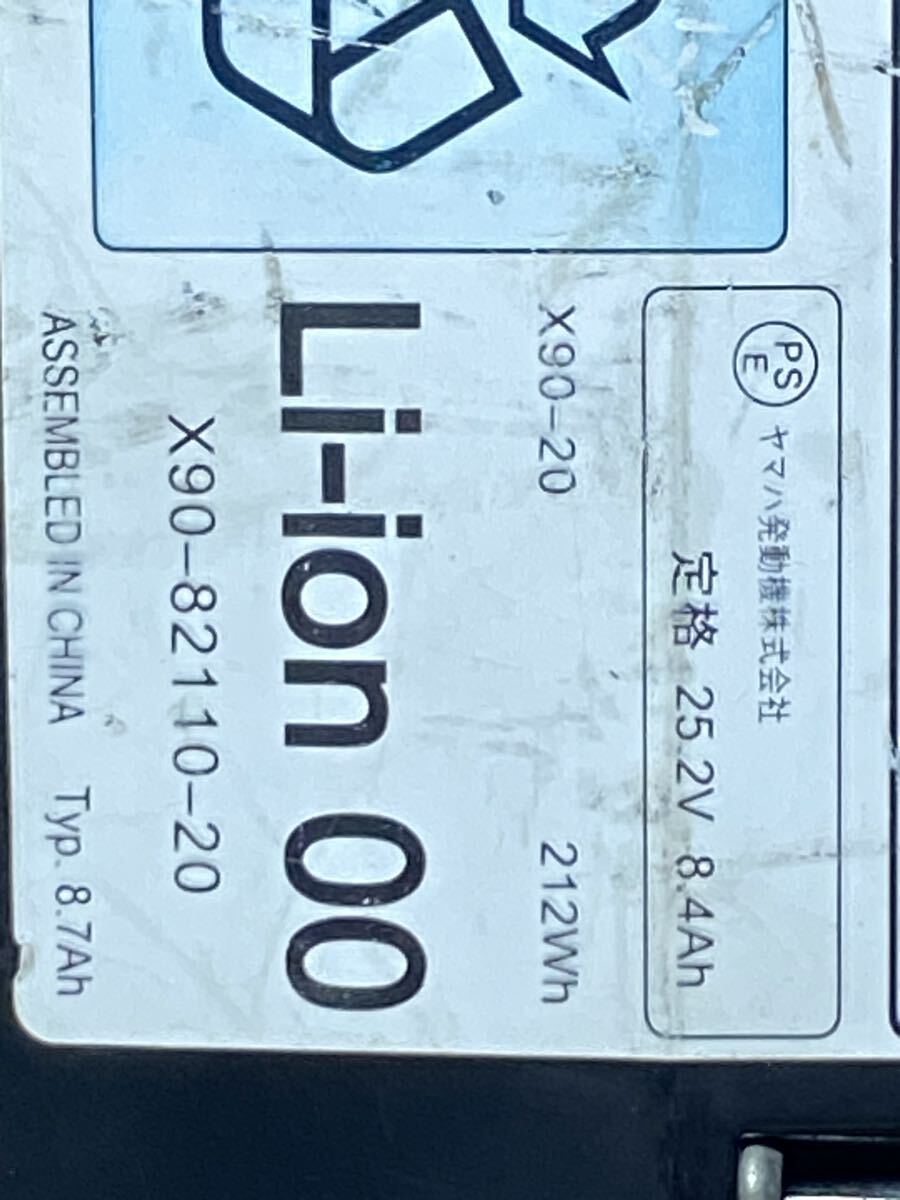 PS
E
ヤマハ発動機株式会社
定格 25.2V 8.4Ah
X90-20 212Wh
Li-ion 00
X90-82110-20
ASSEMBLED IN CHINA Typ. 8.7Ah